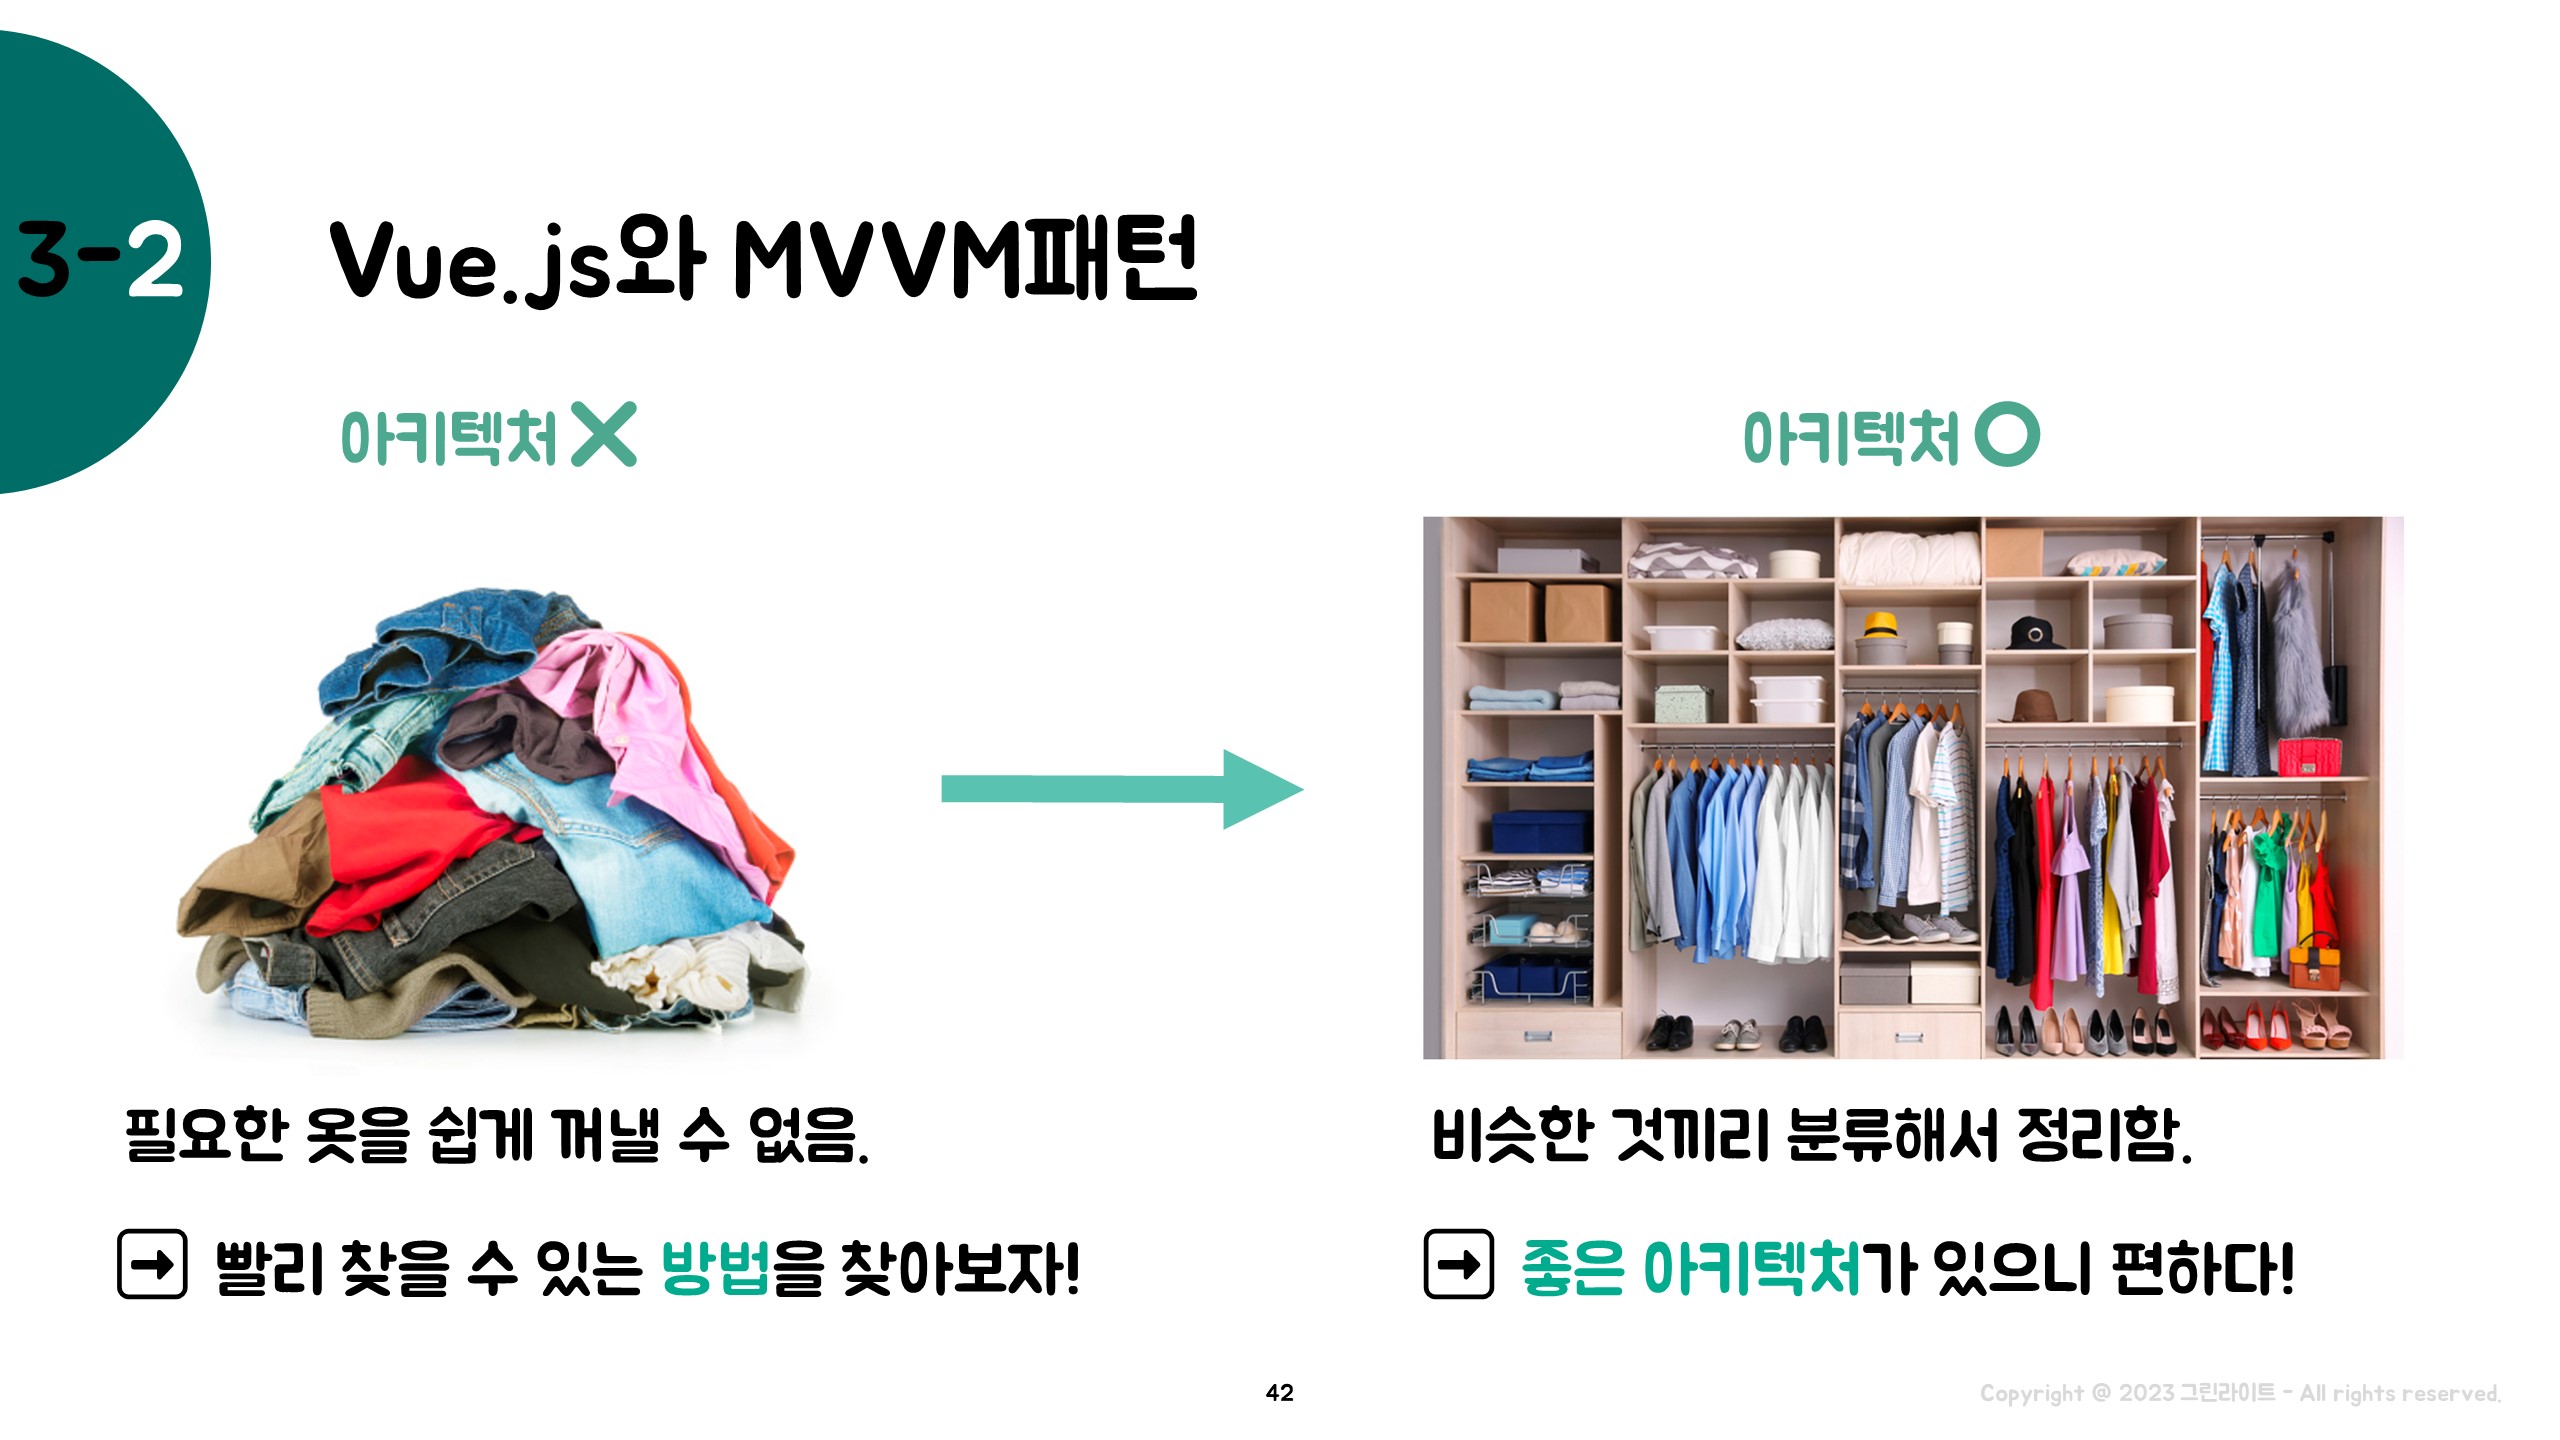 3-2
Vue.js와 MVVM패턴
아키텍처 X
아키텍처 O
필요한 옷을 쉽게 꺼낼 수 없음.
➡ 빨리 찾을 수 있는 방법을 찾아보자!
비슷한 것끼리 분류해서 정리함.
➡ 좋은 아키텍처가 있으니 편하다!
42
Copyright @ 2023 그린라이트 - All rights reserved.